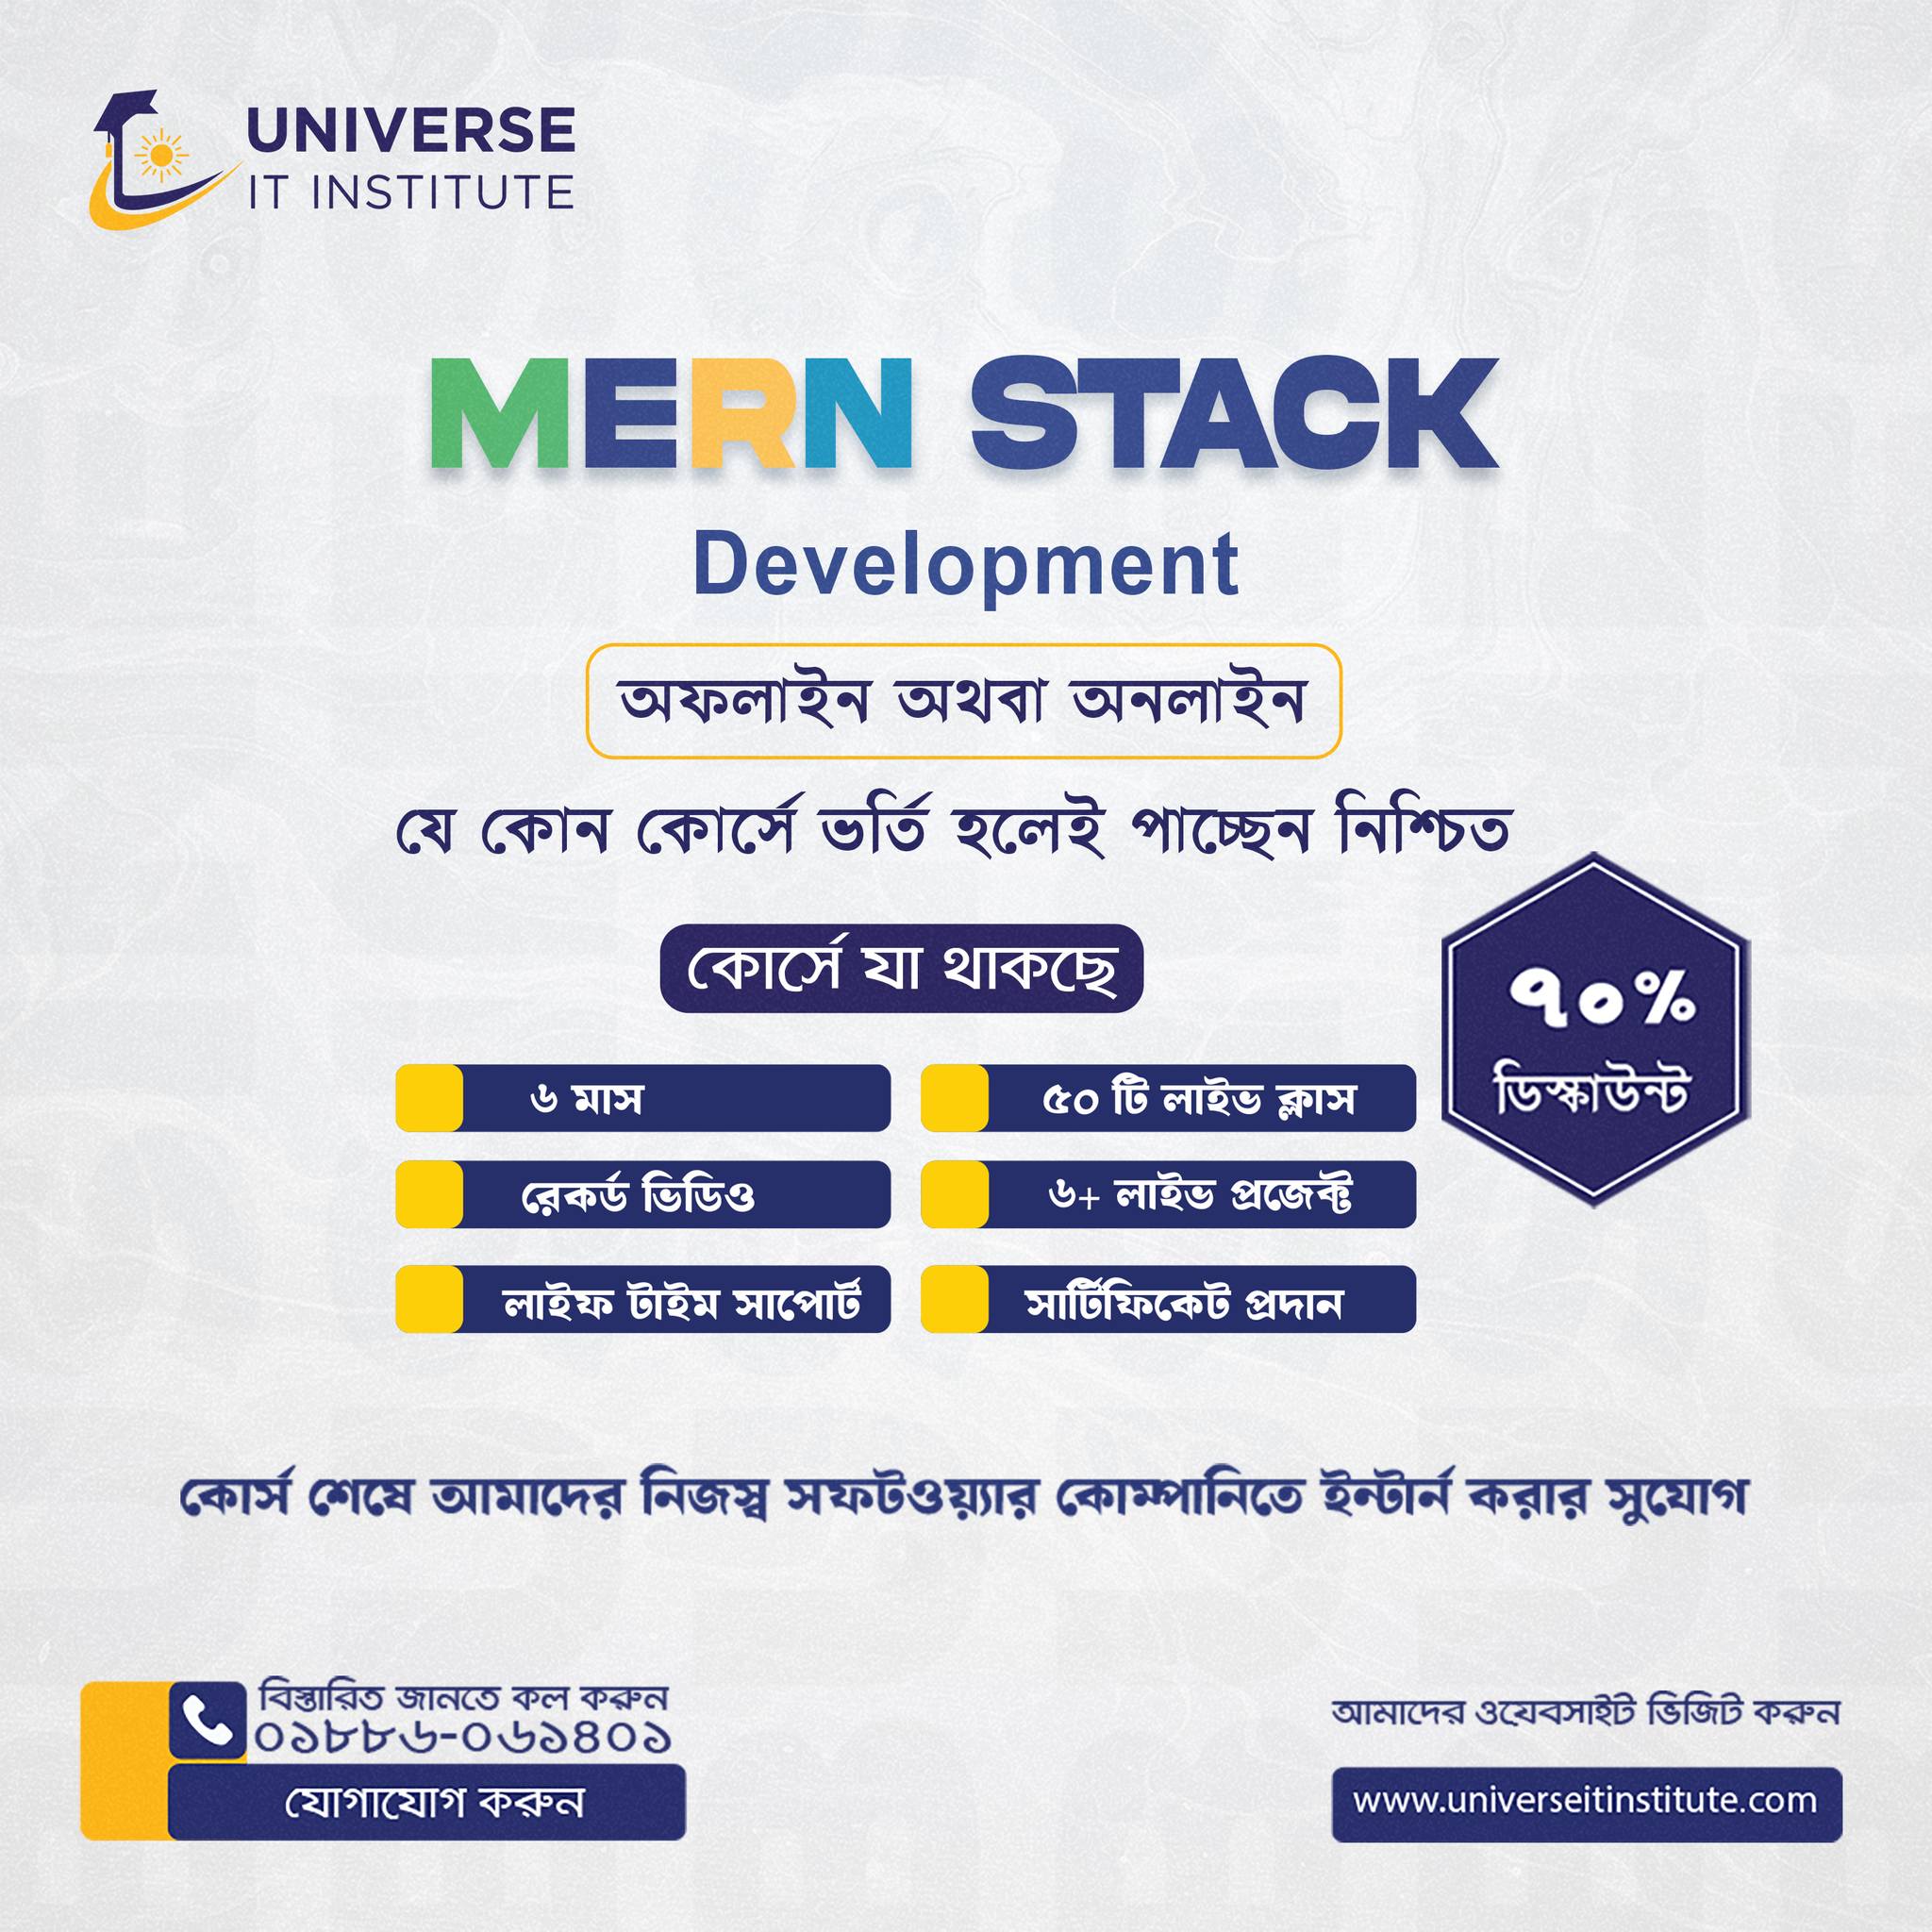 UNIVERSE
IT INSTITUTE
MERN STACK
Development
অফলাইন অথবা অনলাইন
যে কোন কোর্সে ভর্তি হলেই পাচ্ছেন নিশ্চিত
৭০%
ডিস্কাউন্ট
কোর্সে যা থাকছে
৬ মাস
৫০ টি লাইভ ক্লাস
রেকর্ড ভিডিও
৬+ লাইভ প্রজেক্ট
লাইফ টাইম সাপোর্ট
সার্টিফিকেট প্রদান
কোর্স শেষে আমাদের নিজস্ব সফটওয়্যার কোম্পানিতে ইন্টার্ন করার সুযোগ
বিস্তারিত জানতে কল করুন
০১৮৮৬-০৬১৪০১
যোগাযোগ করুন
আমাদের ওযেবসাইট ভিজিট করুন
www.universeitinstitute.com